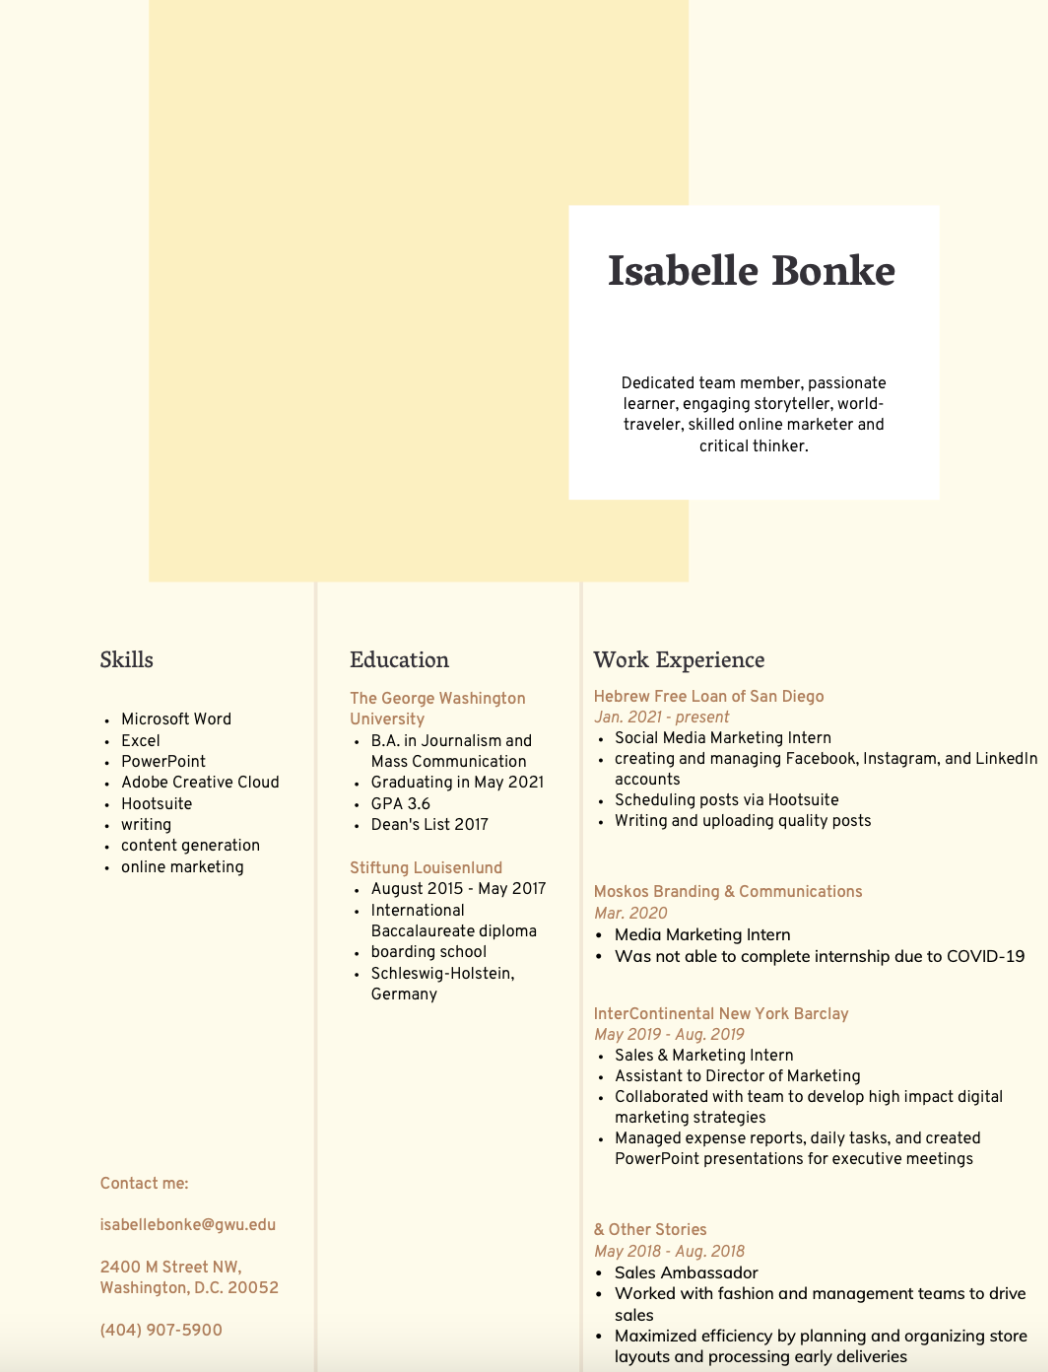 Isabelle Bonke
Dedicated team member, passionate
learner, engaging storyteller, world-
traveler, skilled online marketer and
critical thinker.
Skills
• Microsoft Word
• Excel
• PowerPoint
• Adobe Creative Cloud
• Hootsuite
• writing
• content generation
• online marketing
Contact me:
isabellebonke@gwu.edu
2400 M Street NW,
Washington, D.C. 20052
(404) 907-5900
Education
The George Washington
University
• B.A. in Journalism and
Mass Communication
• Graduating in May 2021
• GPA 3.6
• Dean's List 2017
Stiftung Louisenlund
• August 2015 - May 2017
• International
Baccalaureate diploma
• boarding school
• Schleswig-Holstein,
Germany
Work Experience
Hebrew Free Loan of San Diego
Jan. 2021 - present
• Social Media Marketing Intern
• creating and managing Facebook, Instagram, and LinkedIn
accounts
• Scheduling posts via Hootsuite
• Writing and uploading quality posts
Moskos Branding & Communications
Mar. 2020
• Media Marketing Intern
• Was not able to complete internship due to COVID-19
InterContinental New York Barclay
May 2019 - Aug. 2019
• Sales & Marketing Intern
• Assistant to Director of Marketing
• Collaborated with team to develop high impact digital
marketing strategies
• Managed expense reports, daily tasks, and created
PowerPoint presentations for executive meetings
& Other Stories
May 2018 - Aug. 2018
• Sales Ambassador
• Worked with fashion and management teams to drive
sales
• Maximized efficiency by planning and organizing store
layouts and processing early deliveries